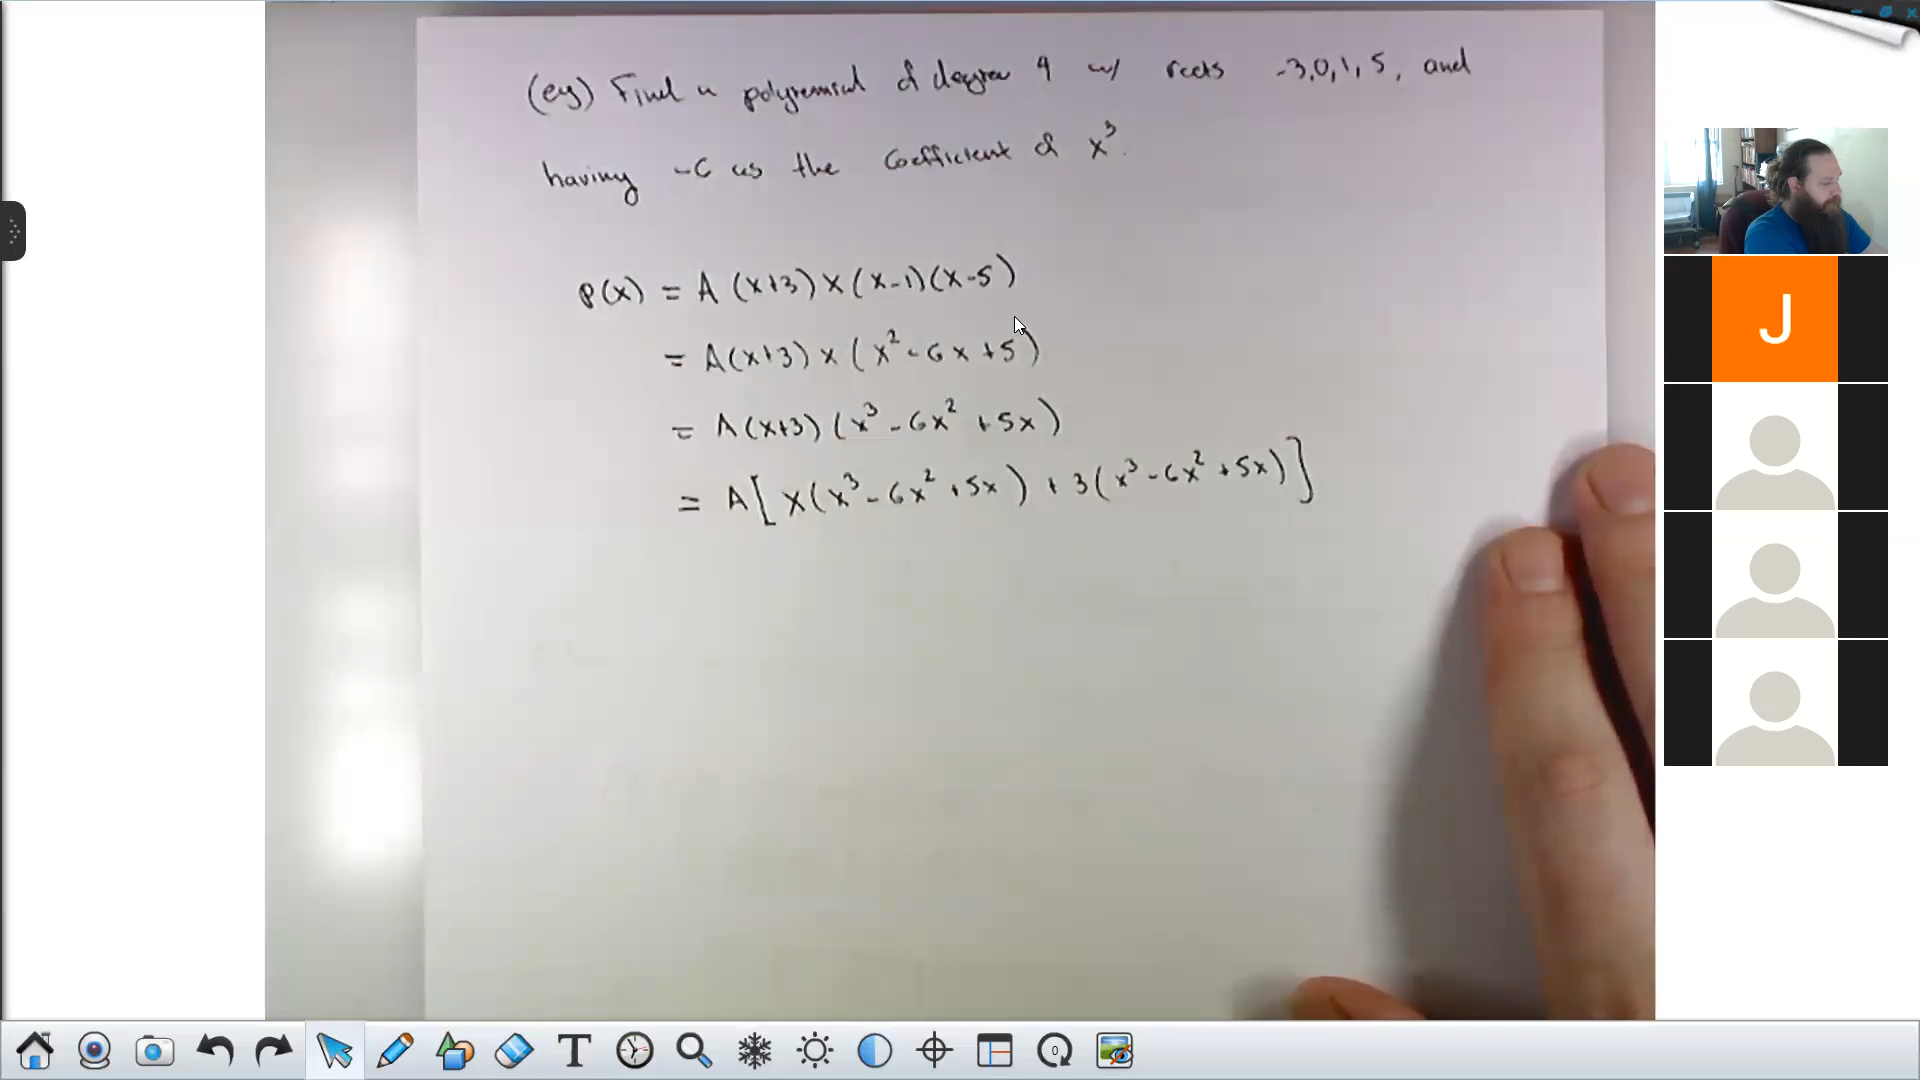 (eg) Find a polynomial of degree 4 w/ roots -3,0,1,5, and
having -6 as the coefficient of x³.
p(x) = A(x+3)x(x-1)(x-5)
= A(x+3)x(x²-6x+5)
= A(x+3)(x³-6x²+5x)
= A[x(x³-6x²+5x)+3(x³-6x²+5x)]
J
T
0